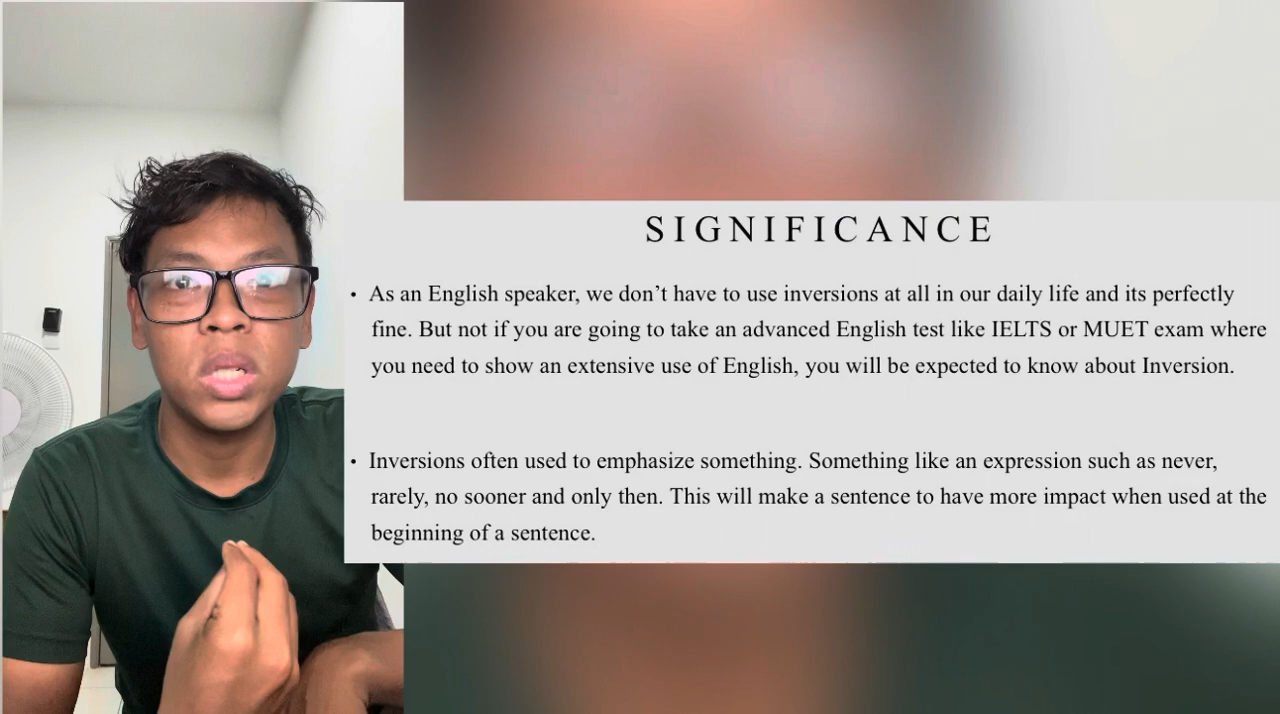 SIGNIFICANCE
• As an English speaker, we don’t have to use inversions at all in our daily life and its perfectly
fine. But not if you are going to take an advanced English test like IELTS or MUET exam where
you need to show an extensive use of English, you will be expected to know about Inversion.
• Inversions often used to emphasize something. Something like an expression such as never,
rarely, no sooner and only then. This will make a sentence to have more impact when used at the
beginning of a sentence.